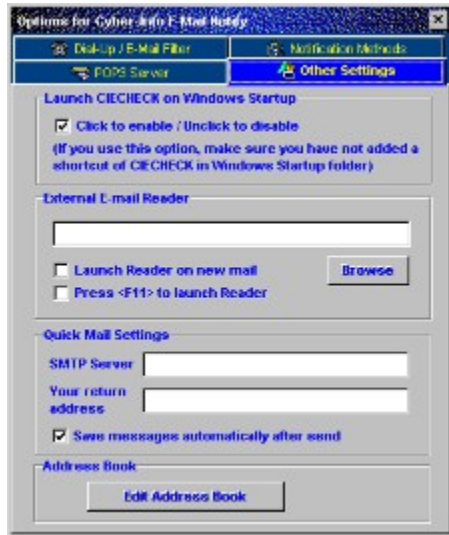 Options for Cyber-Info E-Mail Notify
Dial-Up / E-Mail Filter
Notification Methods
POP3 Server
Other Settings
Launch CIECHECK on Windows Startup
Click to enable / Unclick to disable
(If you use this option, make sure you have not added a
shortcut of CIECHECK in Windows Startup folder)
External E-mail Reader
Launch Reader on new mail
Browse
Press <F11> to launch Reader
Quick Mail Settings
SMTP Server
Your return
address
Save messages automatically after send
Address Book
Edit Address Book